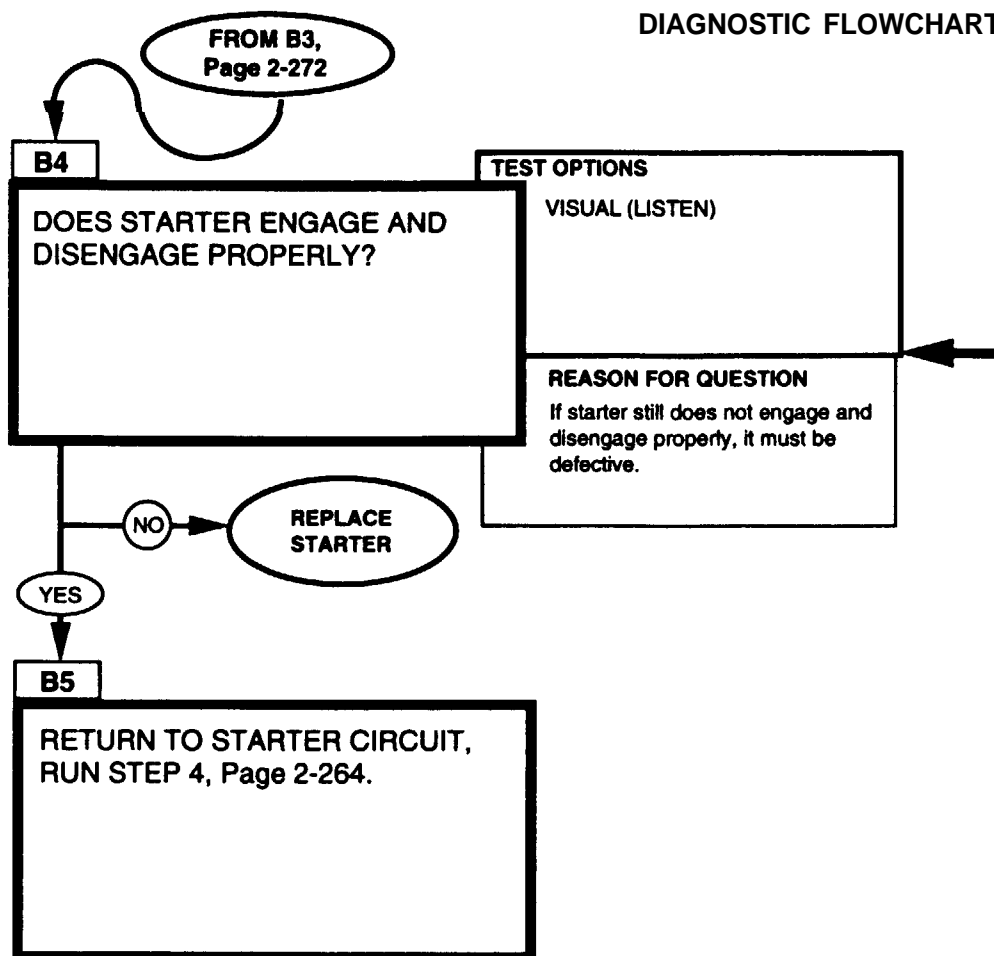 DIAGNOSTIC FLOWCHART
FROM B3,
Page 2-272
B4
DOES STARTER ENGAGE AND
DISENGAGE PROPERLY?
TEST OPTIONS
VISUAL (LISTEN)
REASON FOR QUESTION
If starter still does not engage and
disengage properly, it must be
defective.
NO
REPLACE
STARTER
YES
B5
RETURN TO STARTER CIRCUIT,
RUN STEP 4, Page 2-264.